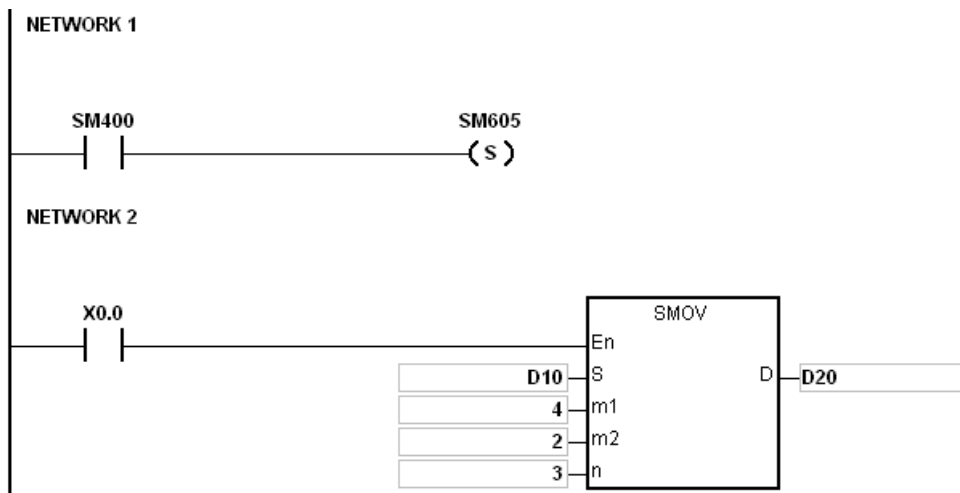 NETWORK 1
SM400 SM605
S
NETWORK 2
X0.0
SMOV
En
D10 S D D20
4 m1
2 m2
3 n